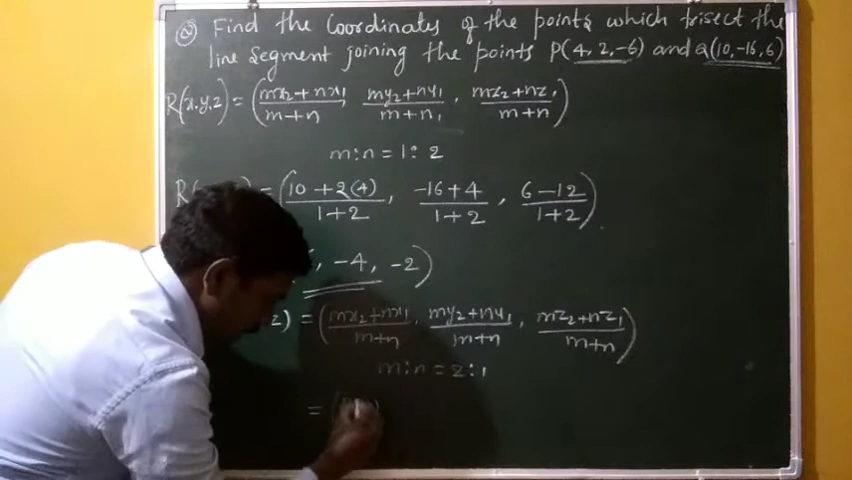 Q Find the Coordinates of the points which trisect the
line segment joining the points P(4, 2, -6) and Q(10, -16, 6)
R(x,y,z) = (mx₂+nx₁/m+n, my₂+ny₁/m+n, mz₂+nz₁/m+n)
m:n = 1:2
= (10+2(4)/1+2, -16+4/1+2, 6-12/1+2)
, -4, -2)
z) = (mx₂+nx₁/m+n, my₂+ny₁/m+n, mz₂+nz₁/m+n)
m:n = 2:1
= (